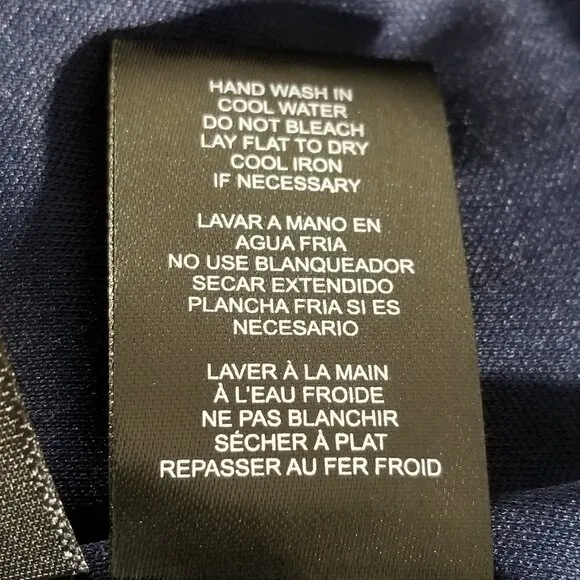 HAND WASH IN
COOL WATER
DO NOT BLEACH
LAY FLAT TO DRY
COOL IRON
IF NECESSARY
LAVAR A MANO EN
AGUA FRIA
NO USE BLANQUEADOR
SECAR EXTENDIDO
PLANCHA FRIA SI ES
NECESARIO
LAVER À LA MAIN
À L'EAU FROIDE
NE PAS BLANCHIR
SÉCHER À PLAT
REPASSER AU FER FROID